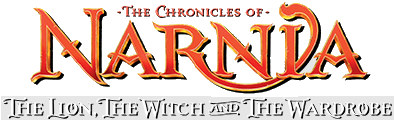 - THE CHRONICLES OF -
NARNIA
THE LION, THE WITCH AND THE WARDROBE